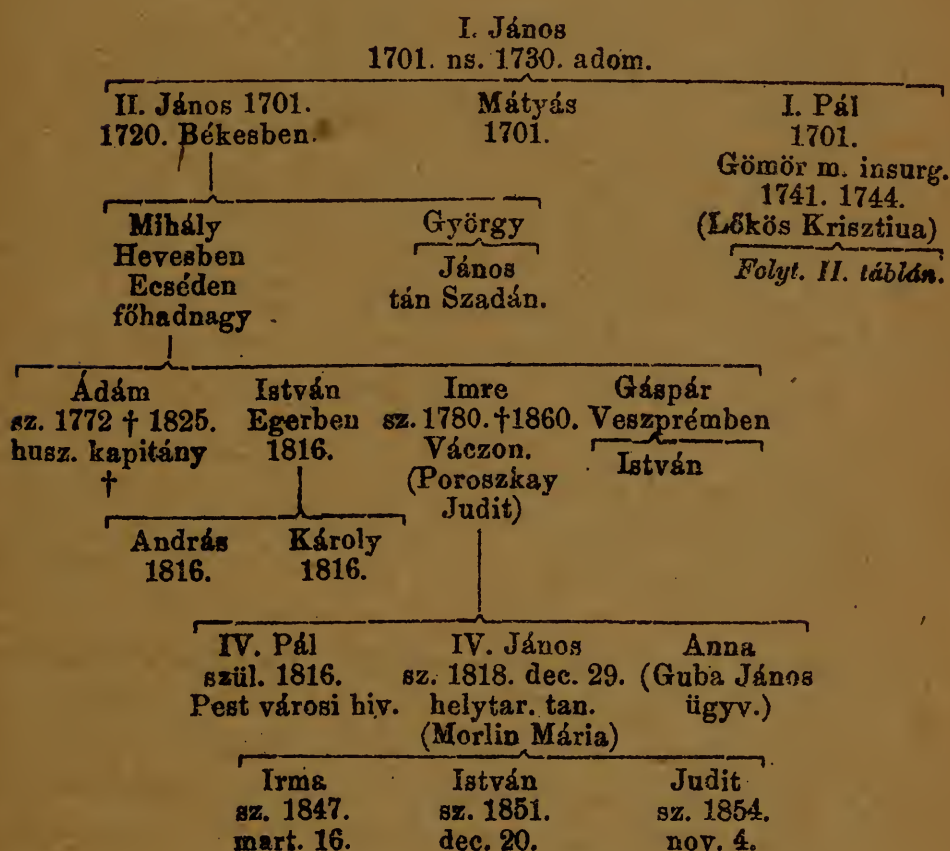 I. János
1701. ns. 1730. adom.
II. János 1701. Mátyás I. Pál
1720. Békesben. 1701. 1701.
Gömör m. insurg.
1741. 1744.
Mihály György (Lőkös Krisztiua)
Hevesben
Ecséden János Folyt. II. táblán.
főhadnagy tán Szadán.
Ádám István Imre Gáspár
sz. 1772 † 1825. Egerben sz. 1780. †1860. Veszprémben
husz. kapitány 1816. Váczon. István
† (Poroszkay
Judit)
András Károly
1816. 1816.
IV. Pál IV. János Anna
szül. 1816. sz. 1818. dec. 29. (Guba János
Pest városi hiv. helytar. tan. ügyv.)
(Morlin Mária)
Irma István Judit
sz. 1847. sz. 1851. sz. 1854.
mart. 16. dec. 20. nov. 4.